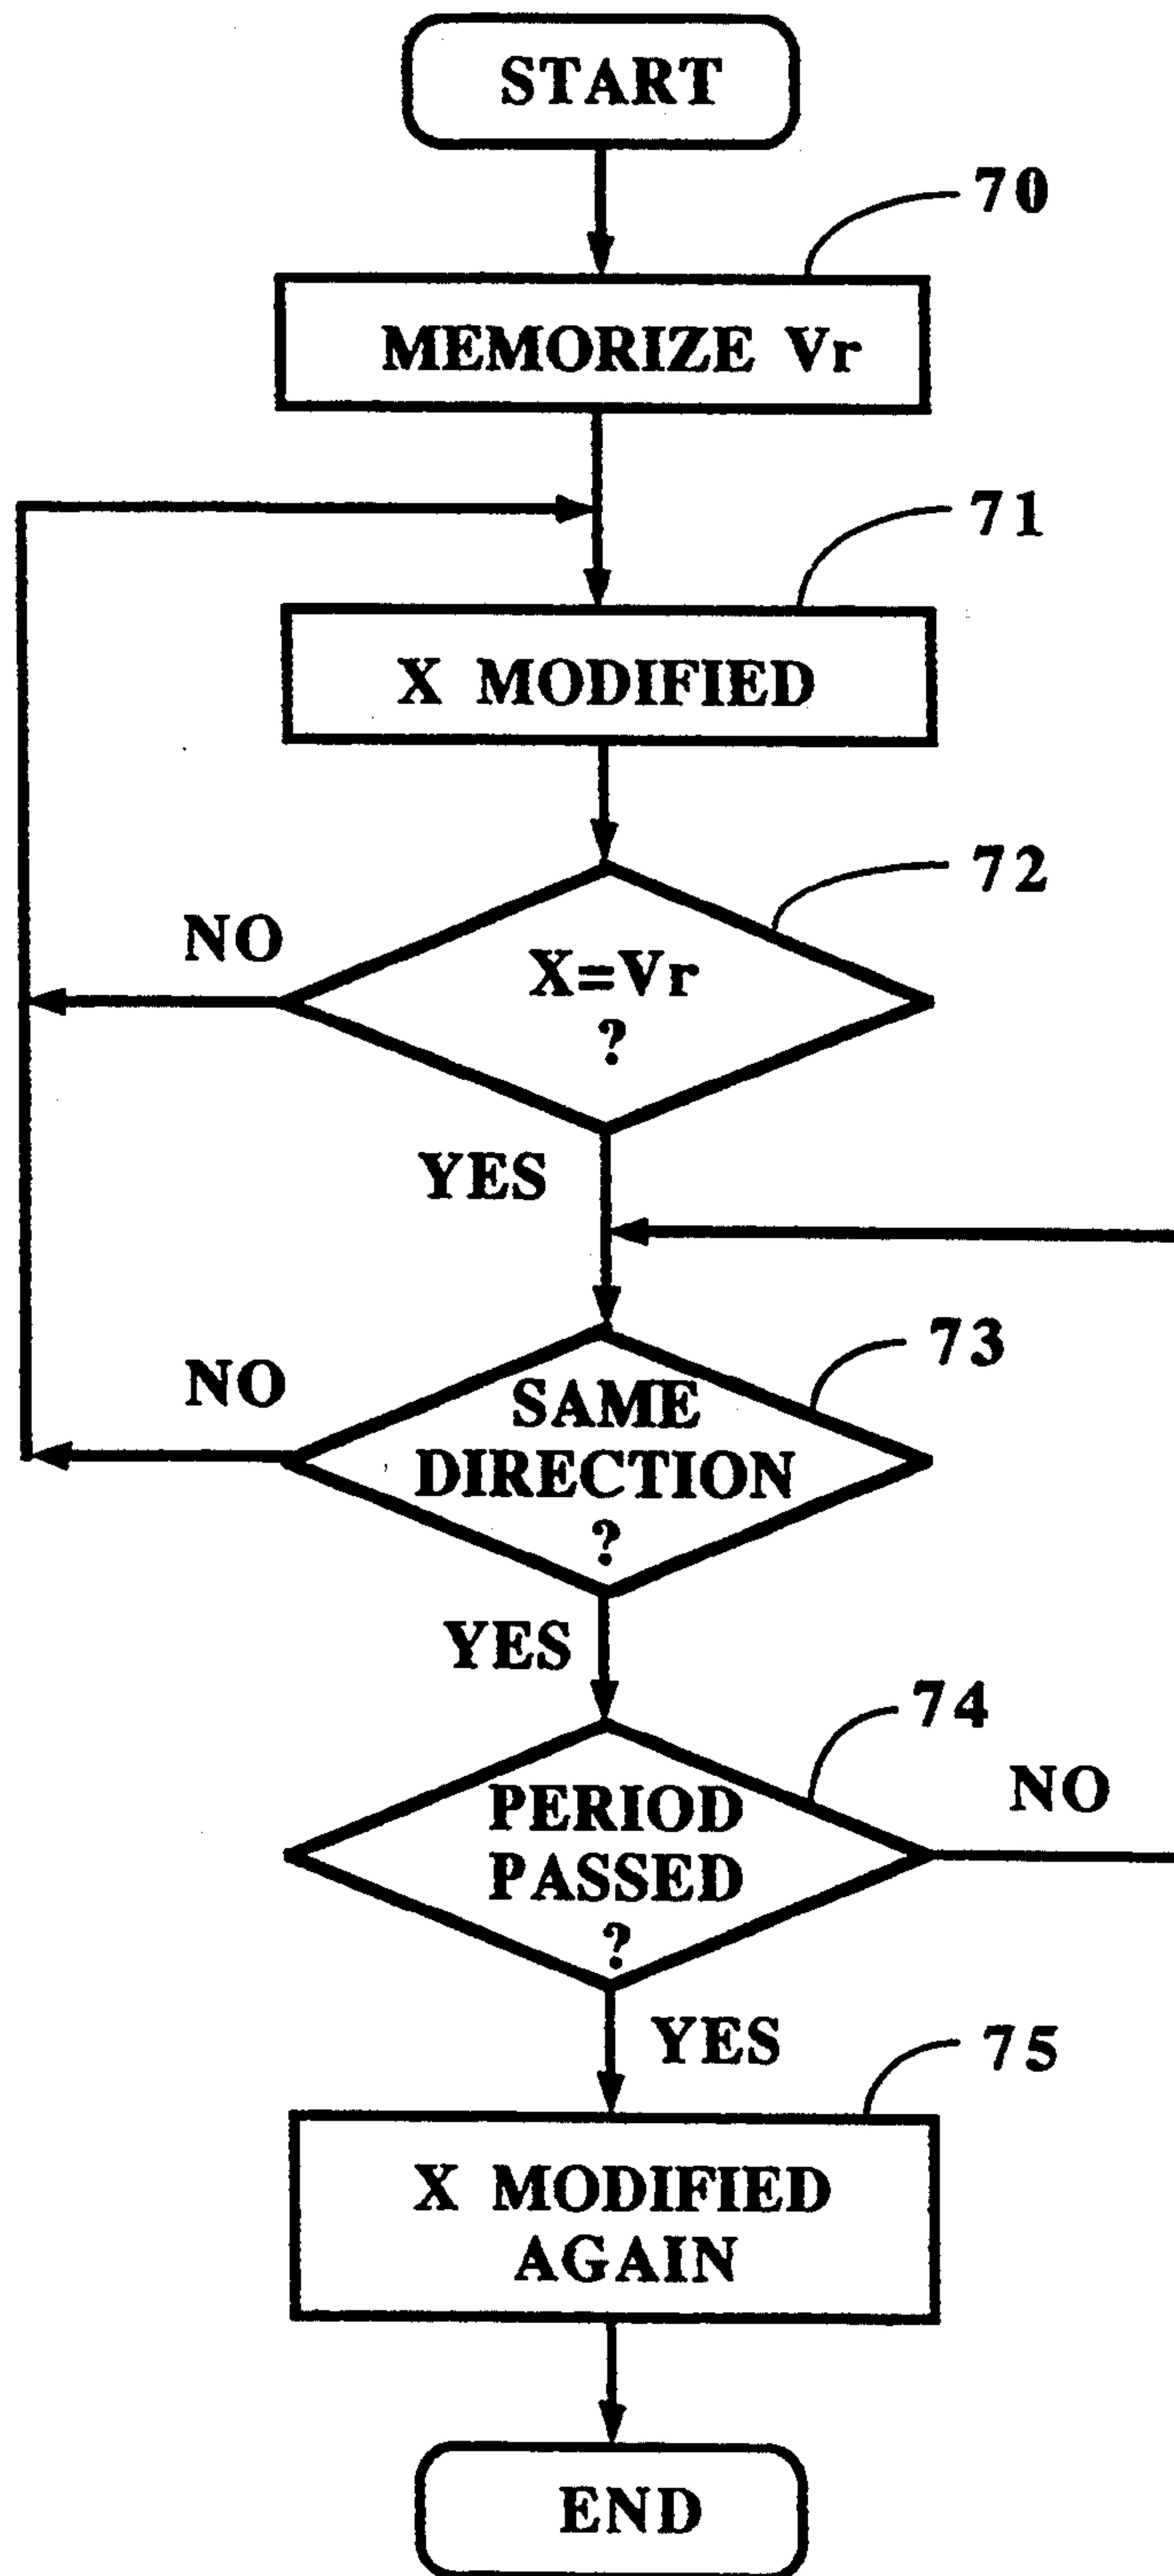 START
70
MEMORIZE Vr
71
X MODIFIED
72
NO
X=Vr
?
YES
73
NO
SAME
DIRECTION
?
YES
74
NO
PERIOD
PASSED
?
YES
75
X MODIFIED
AGAIN
END